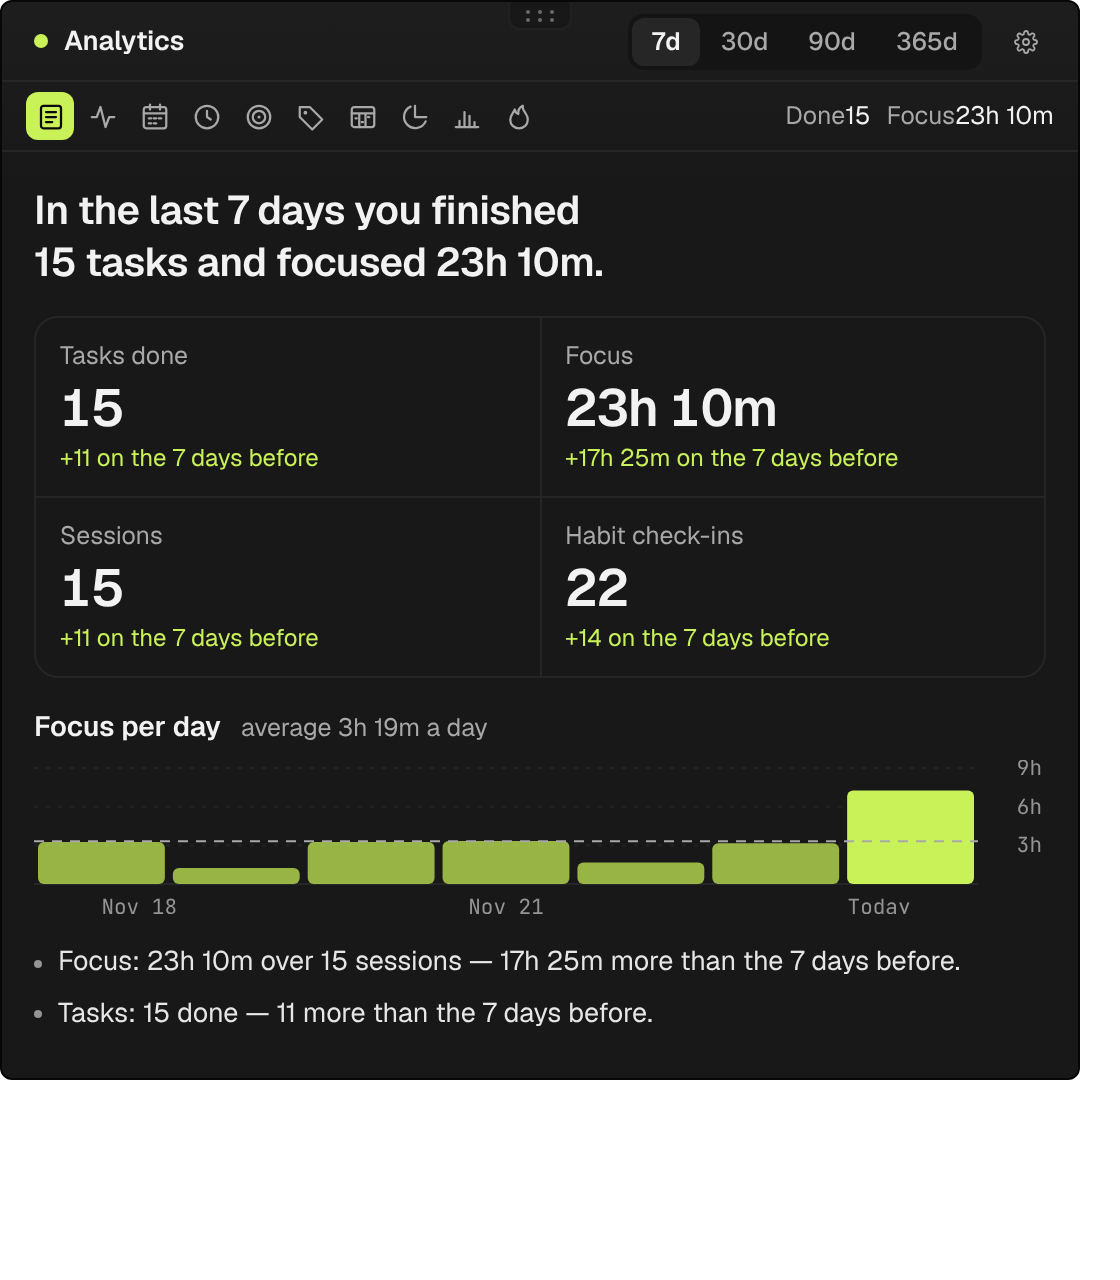 Analytics
7d 30d 90d 365d
Done15 Focus23h 10m
In the last 7 days you finished
15 tasks and focused 23h 10m.
Tasks done
15
+11 on the 7 days before
Focus
23h 10m
+17h 25m on the 7 days before
Sessions
15
+11 on the 7 days before
Habit check-ins
22
+14 on the 7 days before
Focus per day average 3h 19m a day
9h
6h
3h
Nov 18 Nov 21 Today
Focus: 23h 10m over 15 sessions — 17h 25m more than the 7 days before.
Tasks: 15 done — 11 more than the 7 days before.